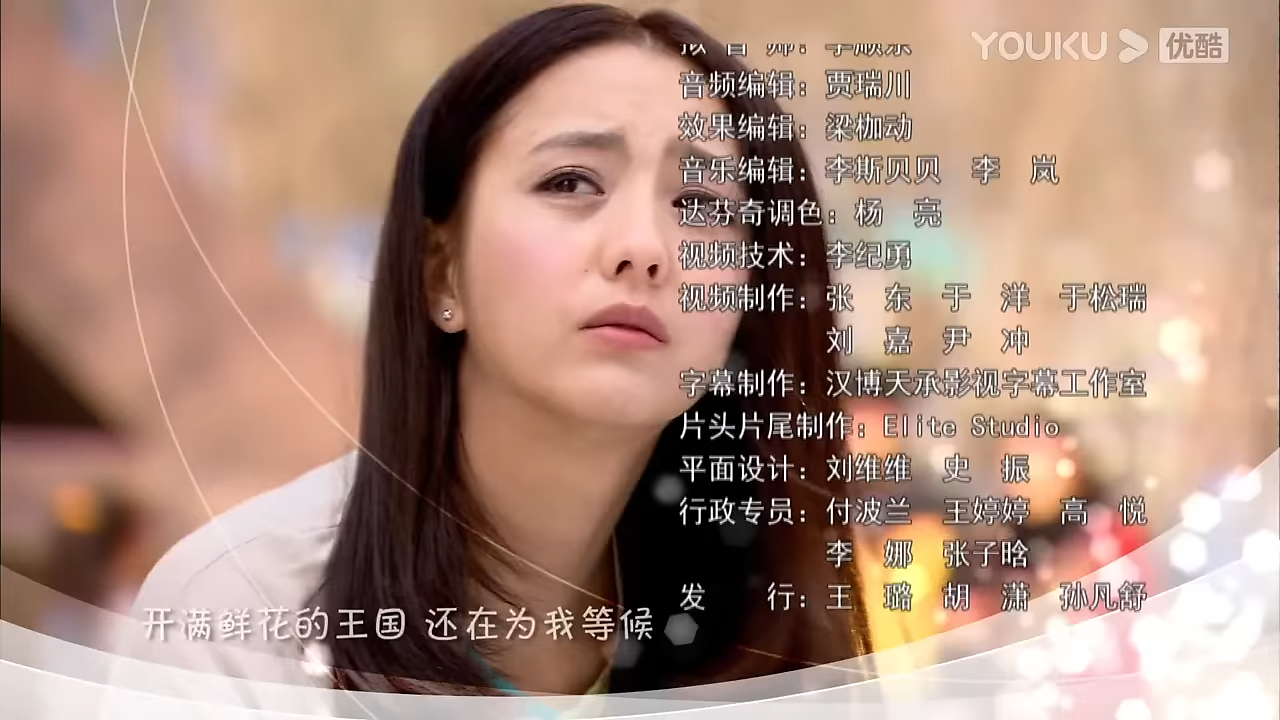 YOUKU 优酷
音频编辑：贾瑞川
效果编辑：梁枷动
音乐编辑：李斯贝贝 李 岚
达芬奇调色：杨 亮
视频技术：李纪勇
视频制作：张 东 于 洋 于松瑞
刘 嘉 尹 冲
字幕制作：汉博天承影视字幕工作室
片头片尾制作：Elite Studio
平面设计：刘维维 史 振
行政专员：付波兰 王婷婷 高 悦
李 娜 张子晗
发 行：王 璐 胡 潇 孙凡舒
开满鲜花的王国 还在为我等候